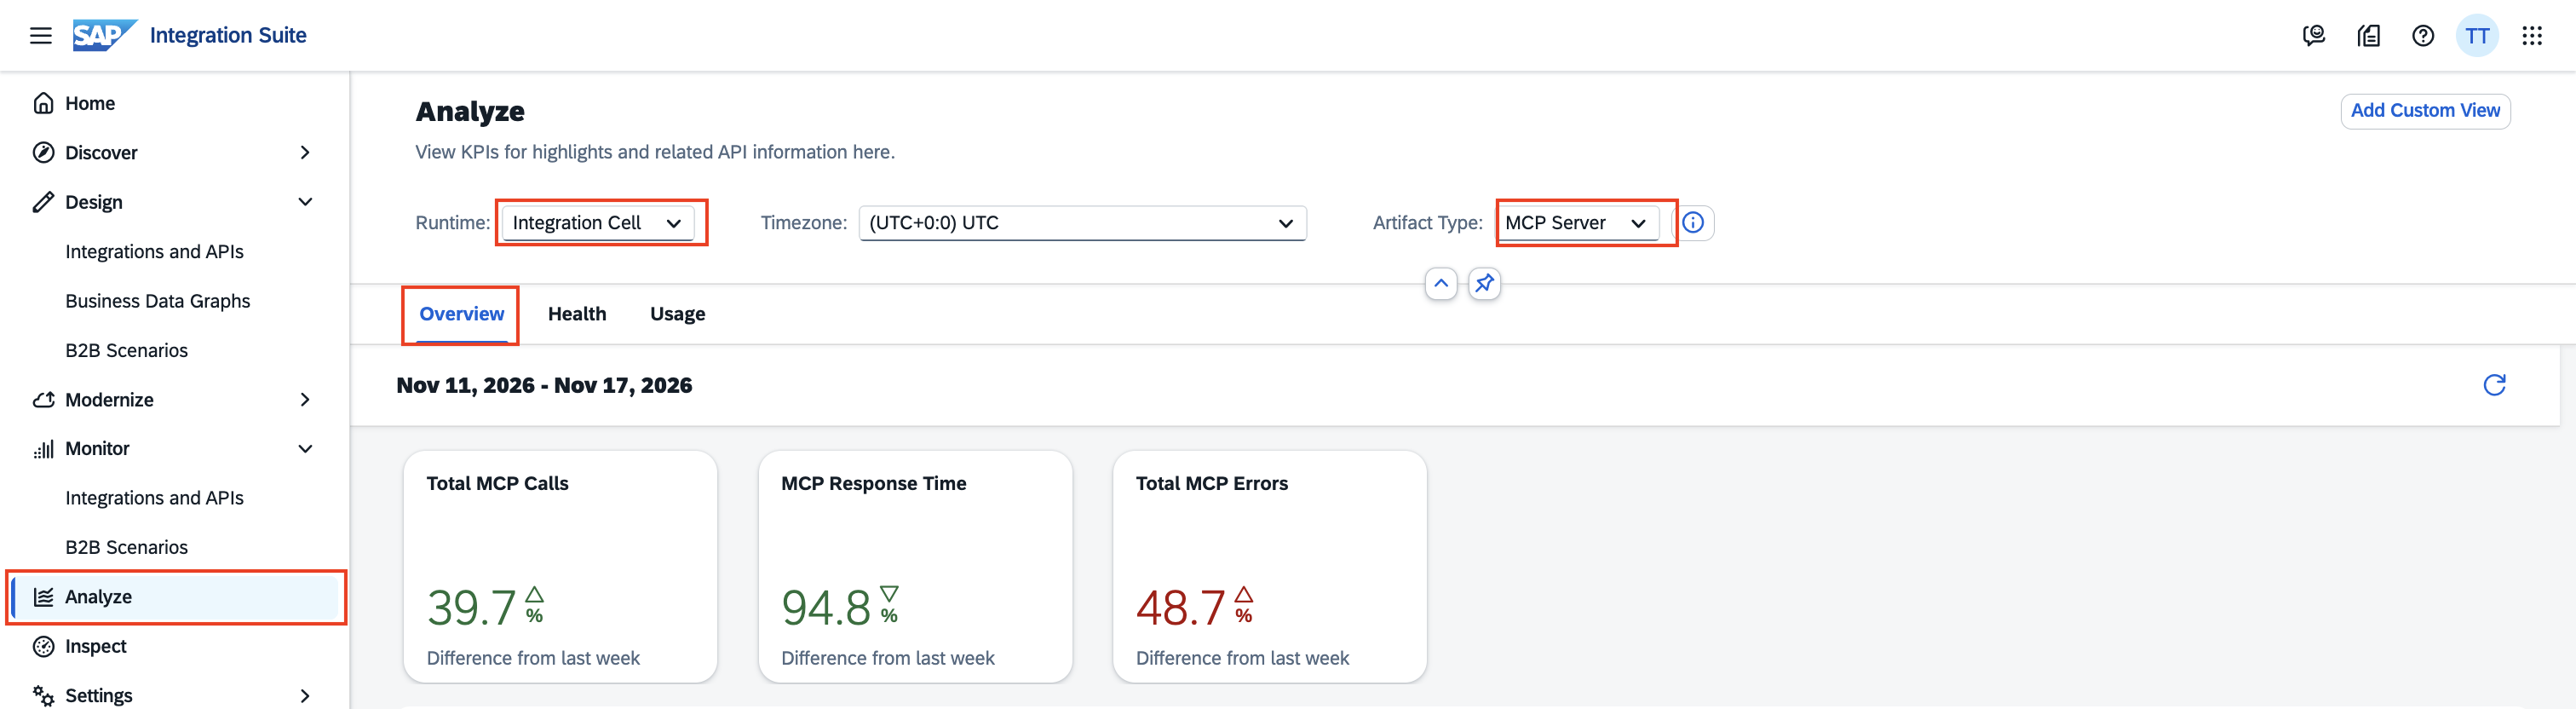 SAP Integration Suite
TT
Home
Discover
Design
Integrations and APIs
Business Data Graphs
B2B Scenarios
Modernize
Monitor
Integrations and APIs
B2B Scenarios
Analyze
Inspect
Settings
Analyze
Add Custom View
View KPIs for highlights and related API information here.
Runtime: Integration Cell
Timezone: (UTC+0:0) UTC
Artifact Type: MCP Server
Overview Health Usage
Nov 11, 2026 - Nov 17, 2026
Total MCP Calls
39.7 %
Difference from last week
MCP Response Time
94.8 %
Difference from last week
Total MCP Errors
48.7 %
Difference from last week